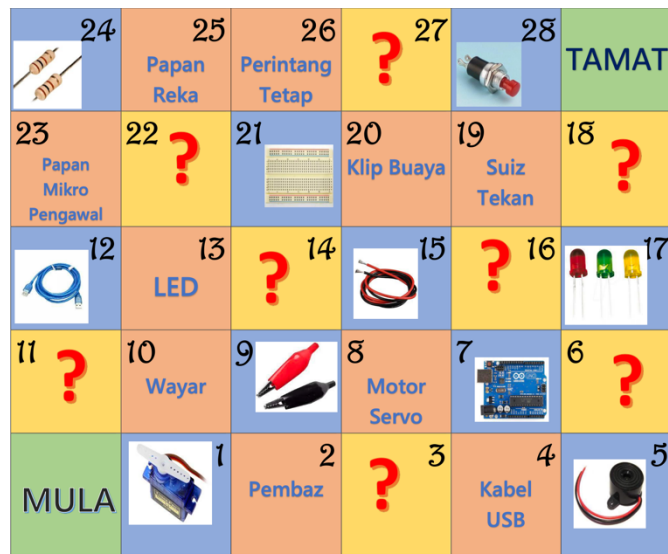 24
25
Papan
Reka
26
Perintang
Tetap
? 27
28
TAMAT
23
Papan
Mikro
Pengawal
22 ?
21
20
Klip Buaya
19
Suiz
Tekan
18 ?
12
13
LED
? 14
15
? 16
17
11 ?
10
Wayar
9
8
Motor
Servo
7
6 ?
MULA
1
2
Pembaz
? 3
4
Kabel
USB
5